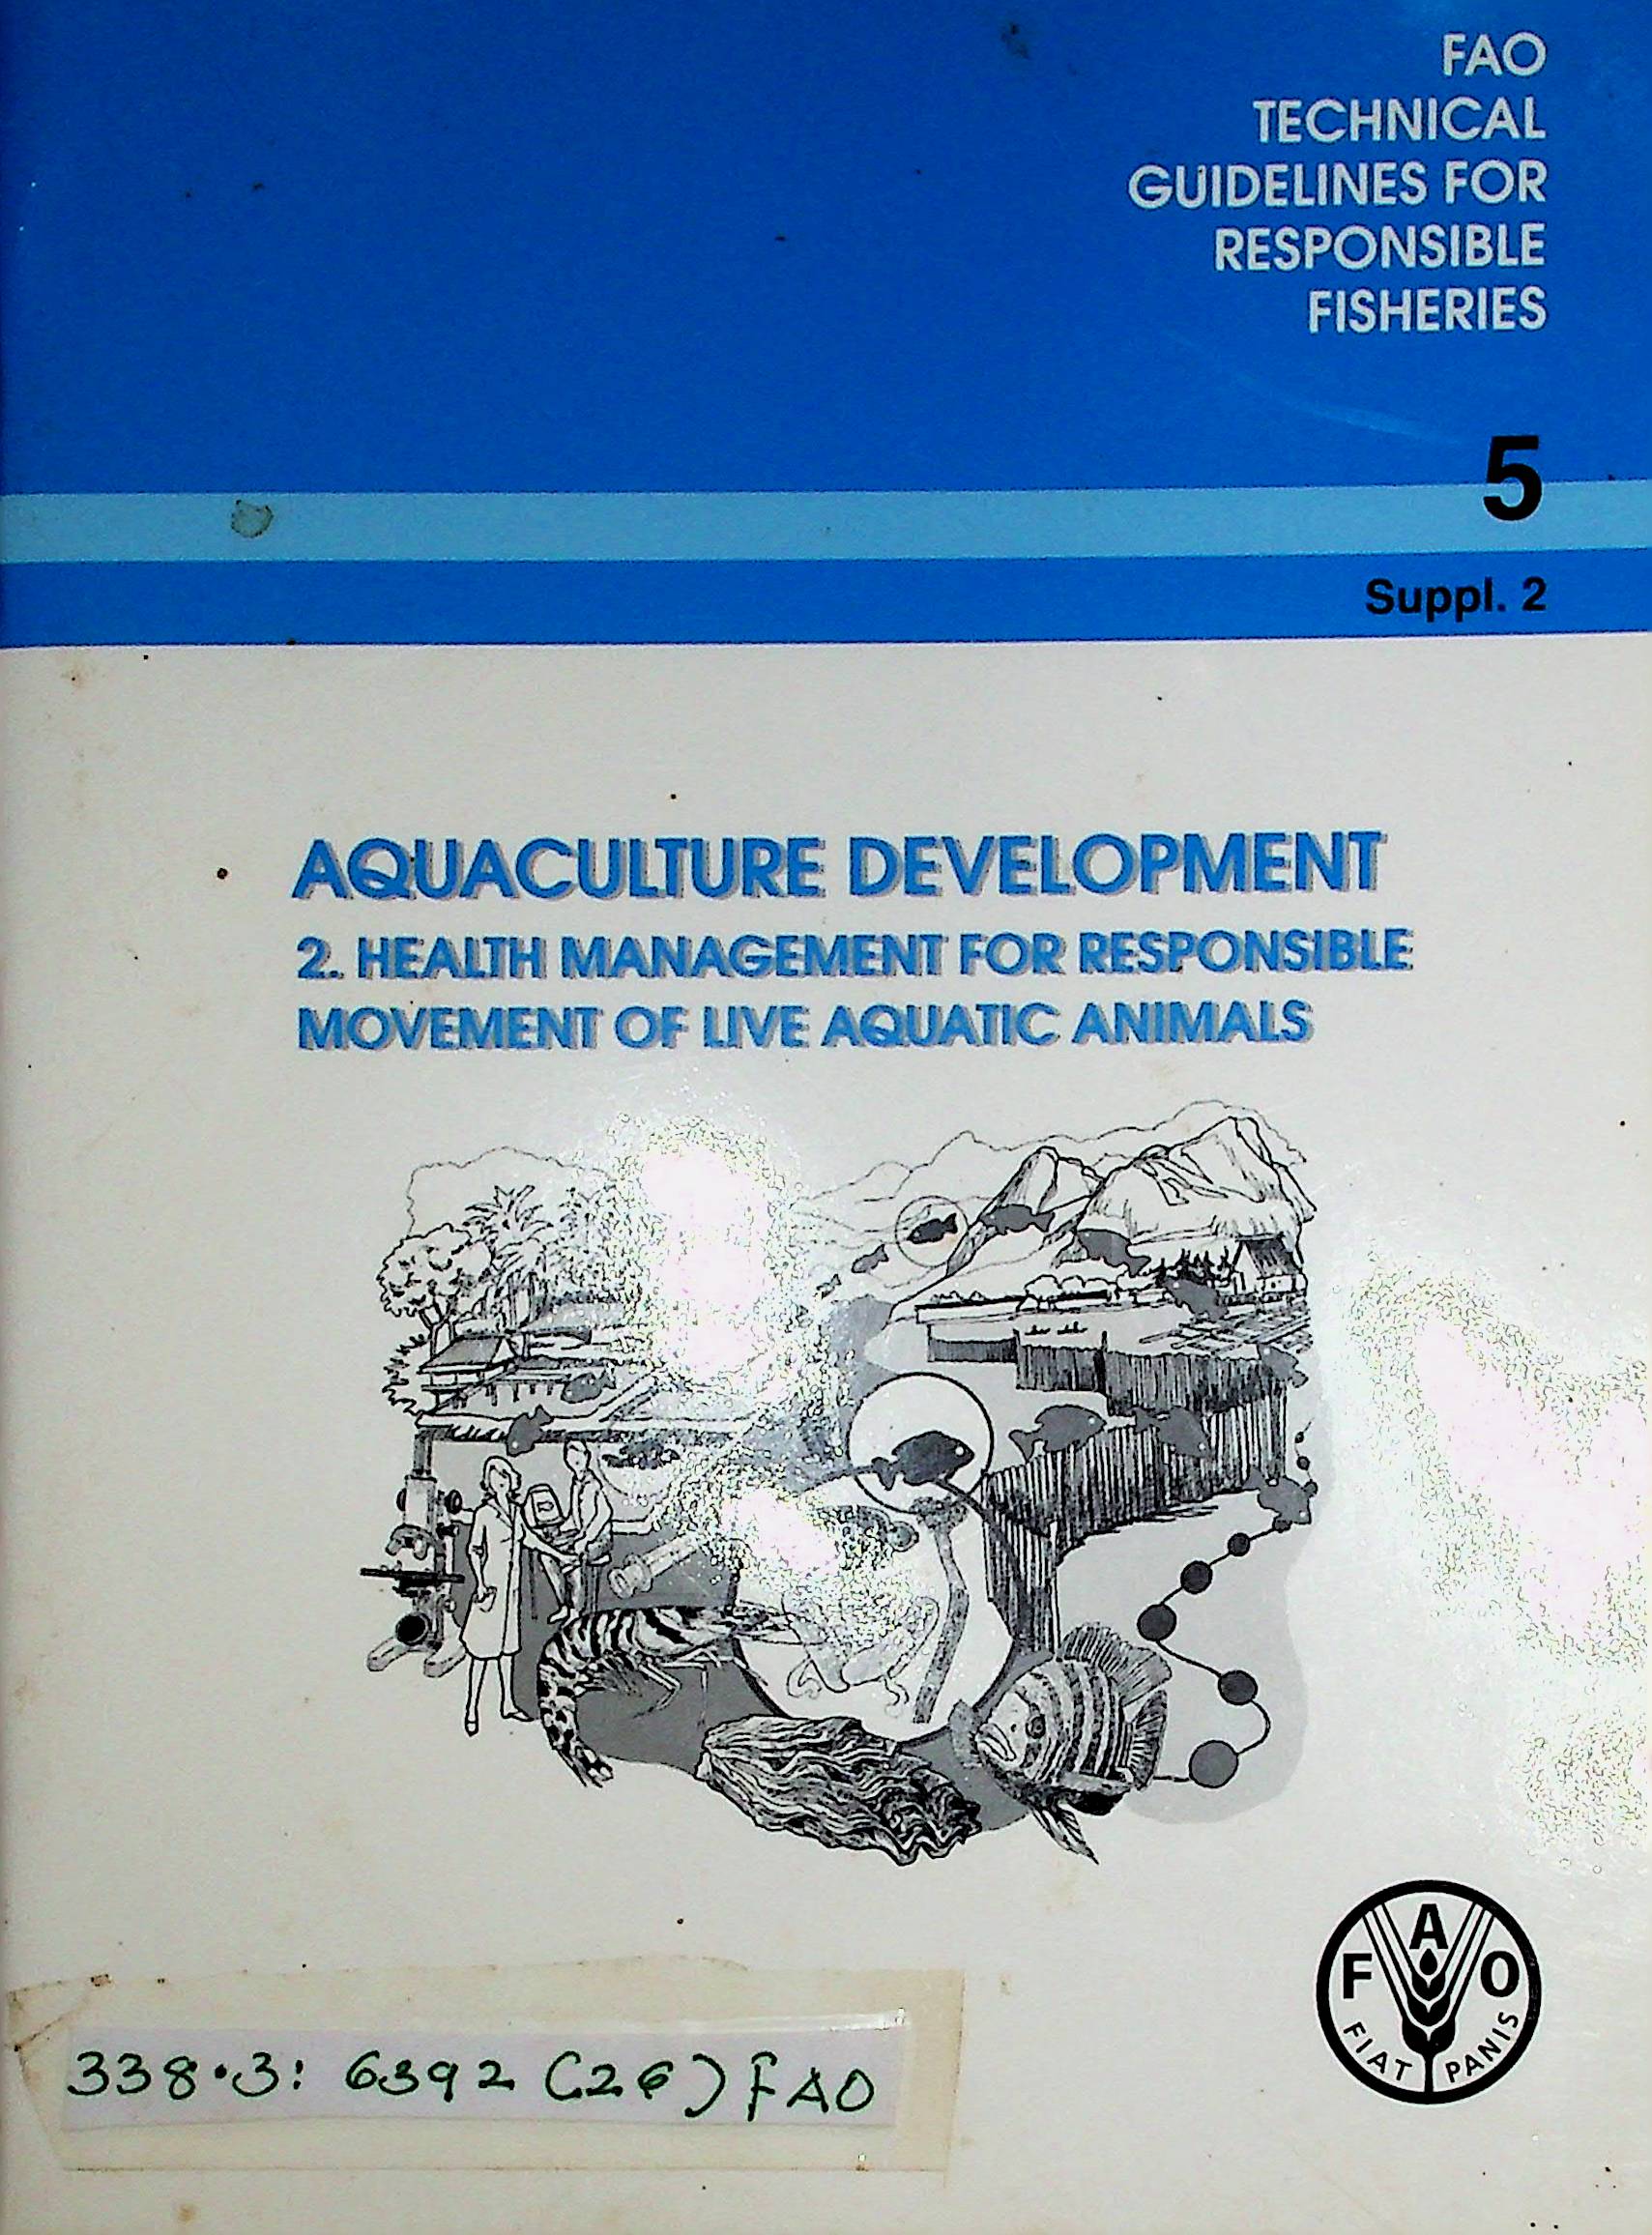 FAO
TECHNICAL
GUIDELINES FOR
RESPONSIBLE
FISHERIES
5
Suppl. 2
AQUACULTURE DEVELOPMENT
2. HEALTH MANAGEMENT FOR RESPONSIBLE
MOVEMENT OF LIVE AQUATIC ANIMALS
F A O
FIAT PANIS
338.3: 6392 (26) FAO